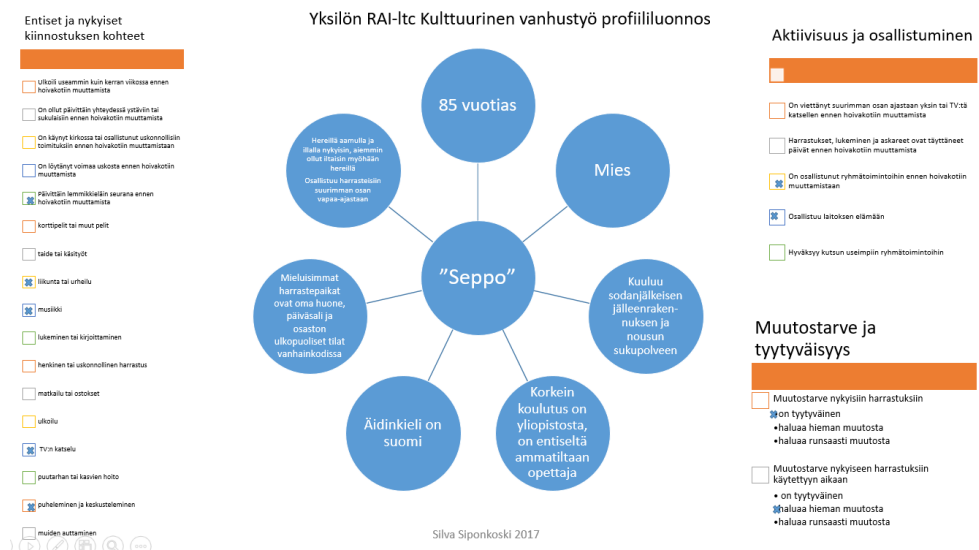 Yksilön RAI-ltc Kulttuurinen vanhustyö profiililuonnos
Entiset ja nykyiset
kiinnostuksen kohteet
Ulkoili useammin kuin kerran viikossa ennen
hoivakotiin muuttamista
On ollut päivittäin yhteydessä ystäviin tai
sukulaisiin ennen hoivakotiin muuttamista
On käynyt kirkossa tai osallistunut uskonnollisiin
toimituksiin ennen hoivakotiin muuttamistaan
On löytänyt voimaa uskosta ennen hoivakotiin
muuttamista
Päivittäin lemmikkieläin seurana ennen
hoivakotiin muuttamista
korttipelit tai muut pelit
taide tai käsityöt
liikunta tai urheilu
musiikki
lukeminen tai kirjoittaminen
henkinen tai uskonnollinen harrastus
matkailu tai ostokset
ulkoilu
TV:n katselu
puutarhan tai kasvien hoito
puheleminen ja keskusteleminen
muiden auttaminen
85 vuotias
Mies
Kuuluu
sodanjälkeisen
jälleenraken-
nuksen ja
nousun
sukupolveen
Korkein
koulutus on
yliopistosta,
on entiseltä
ammatiltaan
opettaja
Äidinkieli on
suomi
Mieluisimmat
harrastepaikat
ovat oma huone,
päiväsali ja
osaston
ulkopuoliset tilat
vanhainkodissa
Hereillä aamulla ja
illalla nykyisin, aiemmin
ollut iltaisin myöhään
hereillä
Osallistuu harrasteisiin
suurimman osan
vapaa-ajastaan
”Seppo”
Silva Siponkoski 2017
Aktiivisuus ja osallistuminen
On viettänyt suurimman osan ajastaan yksin tai TV:tä
katsellen ennen hoivakotiin muuttamista
Harrastukset, lukeminen ja askareet ovat täyttäneet
päivät ennen hoivakotiin muuttamista
On osallistunut ryhmätoimintoihin ennen hoivakotiin
muuttamistaan
Osallistuu laitoksen elämään
Hyväksyy kutsun useimpiin ryhmätoimintoihin
Muutostarve ja
tyytyväisyys
Muutostarve nykyisiin harrastuksiin
on tyytyväinen
•haluaa hieman muutosta
•haluaa runsaasti muutosta
Muutostarve nykyiseen harrastuksiin
käytettyyn aikaan
• on tyytyväinen
haluaa hieman muutosta
•haluaa runsaasti muutosta